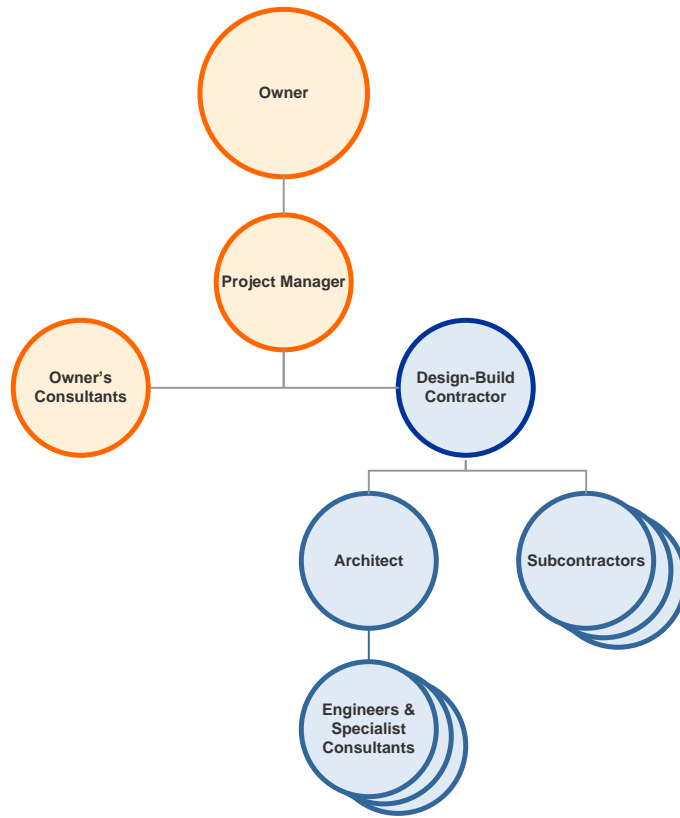 Owner
Project Manager
Owner’s
Consultants
Design-Build
Contractor
Architect
Subcontractors
Engineers &
Specialist
Consultants